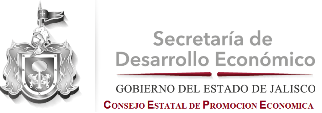 Secretaría de
Desarrollo Económico
GOBIERNO DEL ESTADO DE JALISCO
CONSEJO ESTATAL DE PROMOCION ECONOMICA